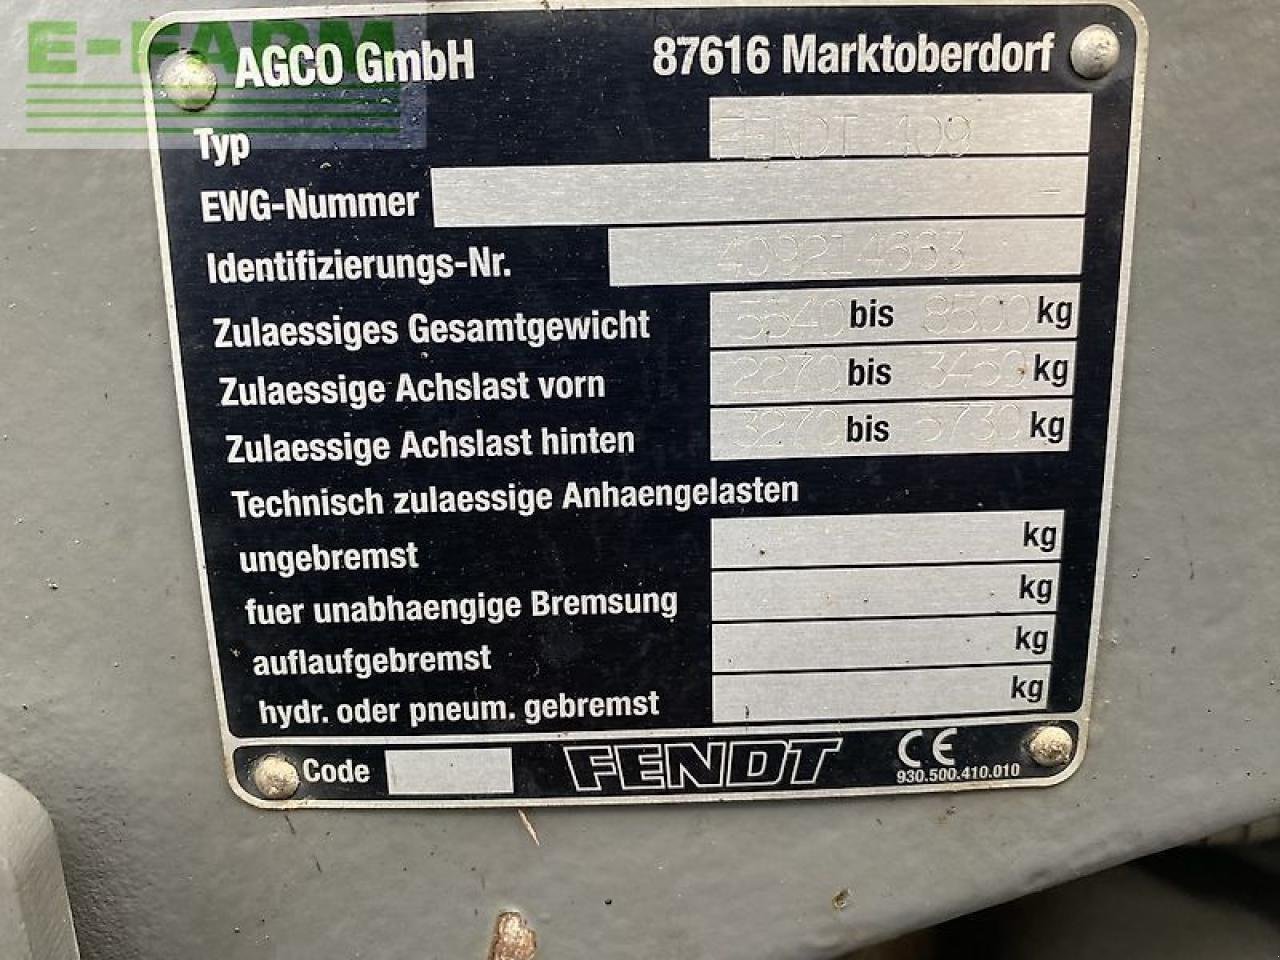 E-FARM
AGCO GmbH 87616 Marktoberdorf
Typ FENDT 409
EWG-Nummer -
Identifizierungs-Nr. 409214663
Zulaessiges Gesamtgewicht 5540 bis 8500 kg
Zulaessige Achslast vorn 2270 bis 3450 kg
Zulaessige Achslast hinten 3270 bis 5730 kg
Technisch zulaessige Anhaengelasten
ungebremst kg
fuer unabhaengige Bremsung kg
auflaufgebremst kg
hydr. oder pneum. gebremst kg
Code FENDT CE
930.500.410.010